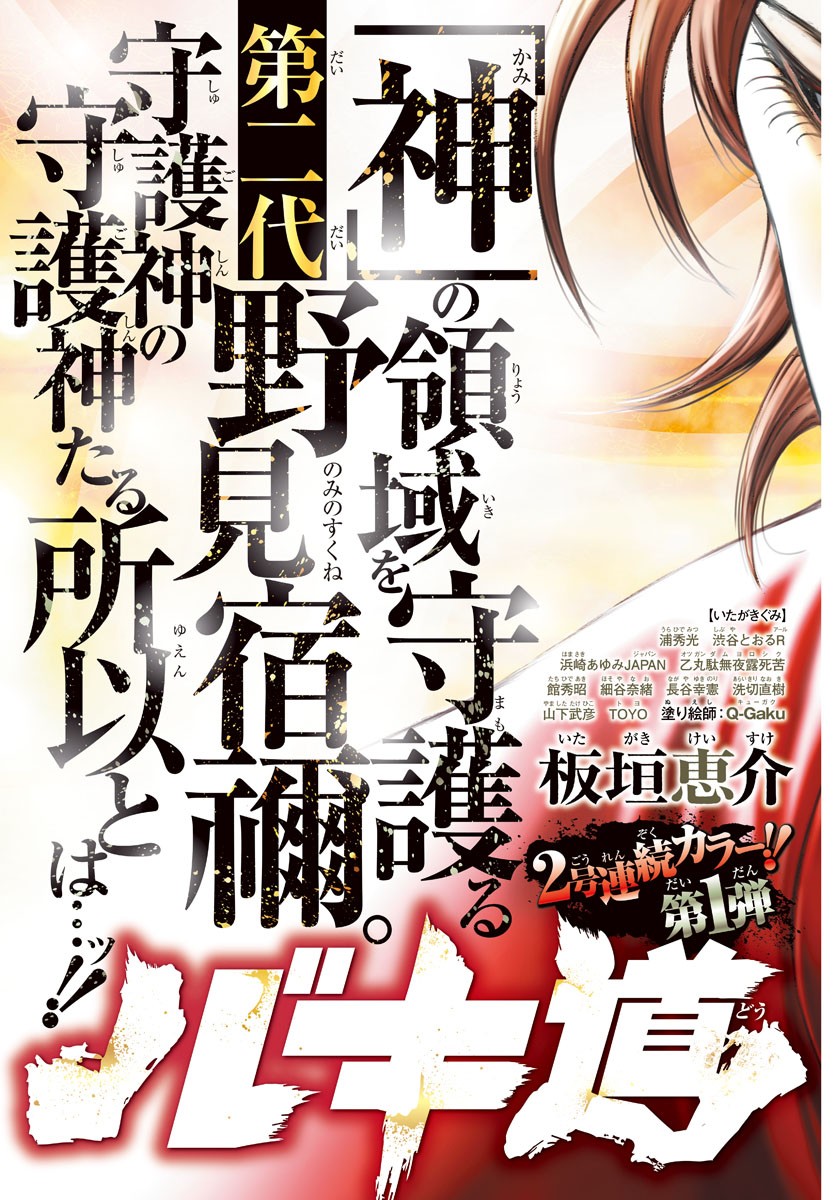 「神」の領域を守護る
第二代野見宿禰。
守護神の
守護神たる所以とは…ッ!!
【いたがきぐみ】
浦秀光 渋谷とおるR
浜崎あゆみJAPAN 乙丸駄無夜露死苦
館秀昭 細谷奈緒 長谷幸憲 洗切直樹
山下武彦 TOYO 塗り絵師:Q-Gaku
板垣恵介
2号連続カラー!!
第1弾
バキ道